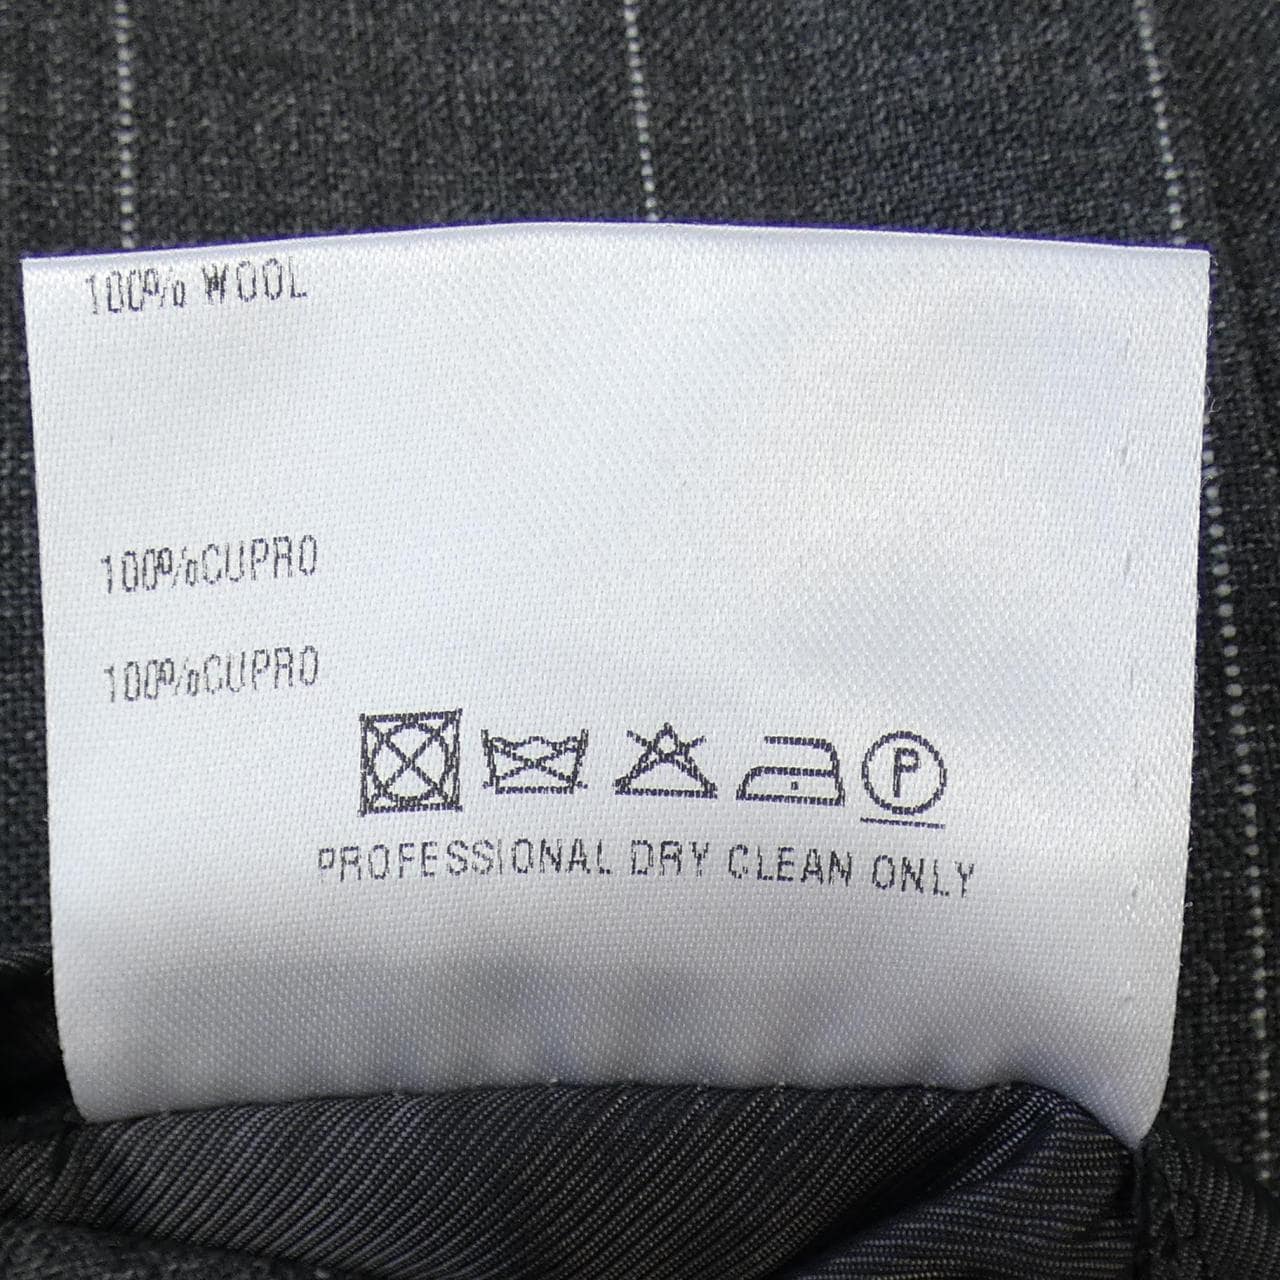 100% WOOL
100%CUPRO
100%CUPRO
P
PROFESSIONAL DRY CLEAN ONLY